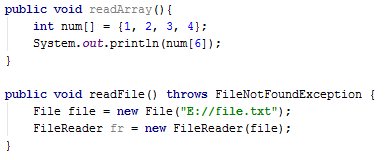 public void readArray(){
int num[] = {1, 2, 3, 4};
System.out.println(num[6]);
}
public void readFile() throws FileNotFoundException {
File file = new File("E://file.txt");
FileReader fr = new FileReader(file);
}